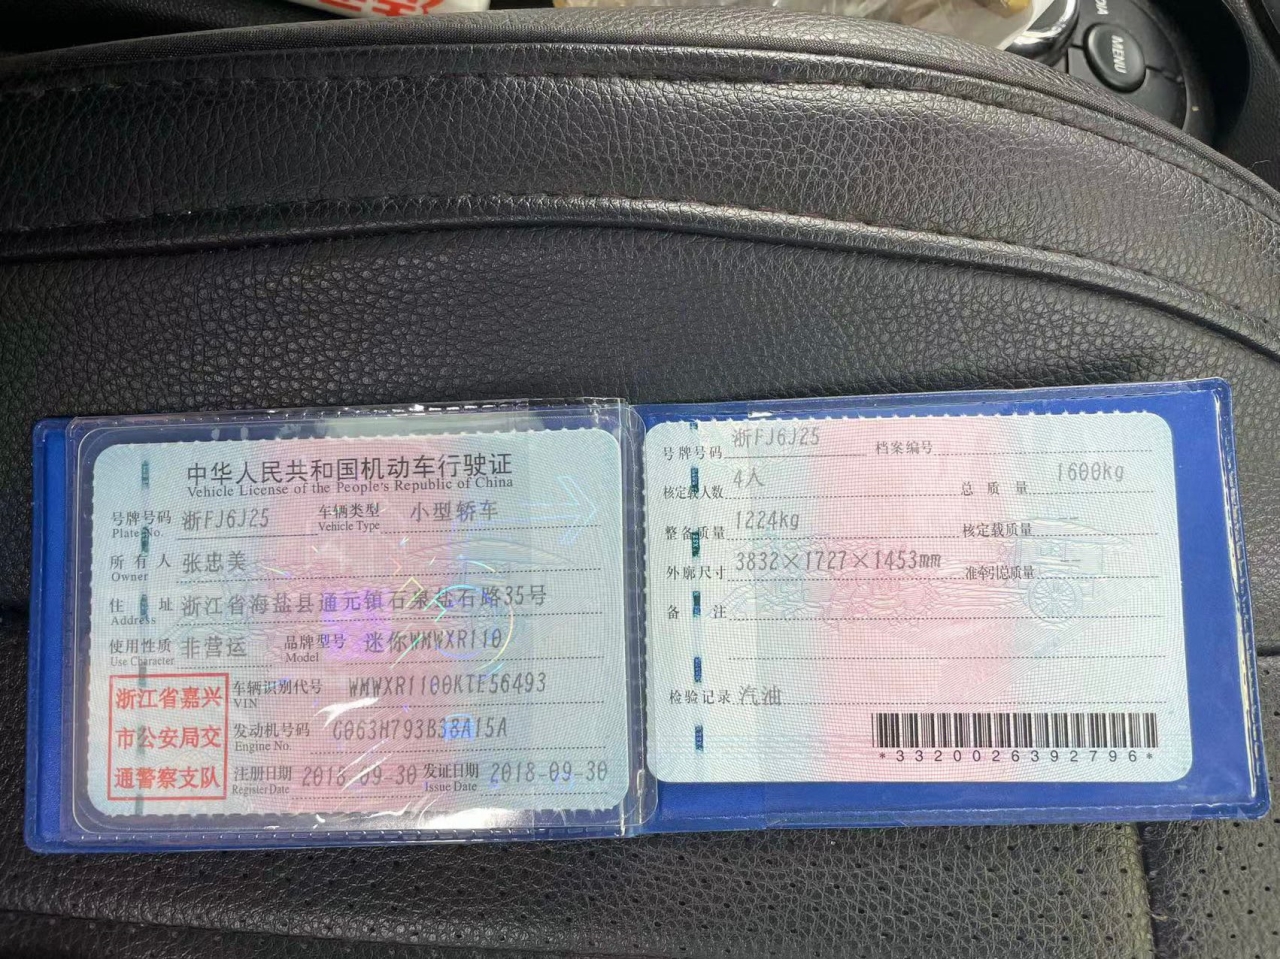 MENU
中华人民共和国机动车行驶证
Vehicle License of the People's Republic of China
号牌号码 浙FJ6J25 车辆类型 小型轿车
Plate No. Vehicle Type
所有人 张忠美
Owner
住址 浙江省海盐县通元镇石泉盐石路35号
Address
使用性质 非营运 品牌型号 迷你WMWXR110
Use Character Model
浙江省嘉兴
市公安局交
通警察支队
车辆识别代号 WMWXR1100KTE56493
VIN
发动机号码 C063H793B38A15A
Engine No.
注册日期 2018-09-30 发证日期 2018-09-30
Register Date Issue Date
号牌号码 浙FJ6J25 档案编号
核定载人数 4人 总质量 1600kg
整备质量 1224kg 核定载质量
外廓尺寸 3832×1727×1453mm 准牵引总质量
备注
检验记录 汽油
*3320026392796*